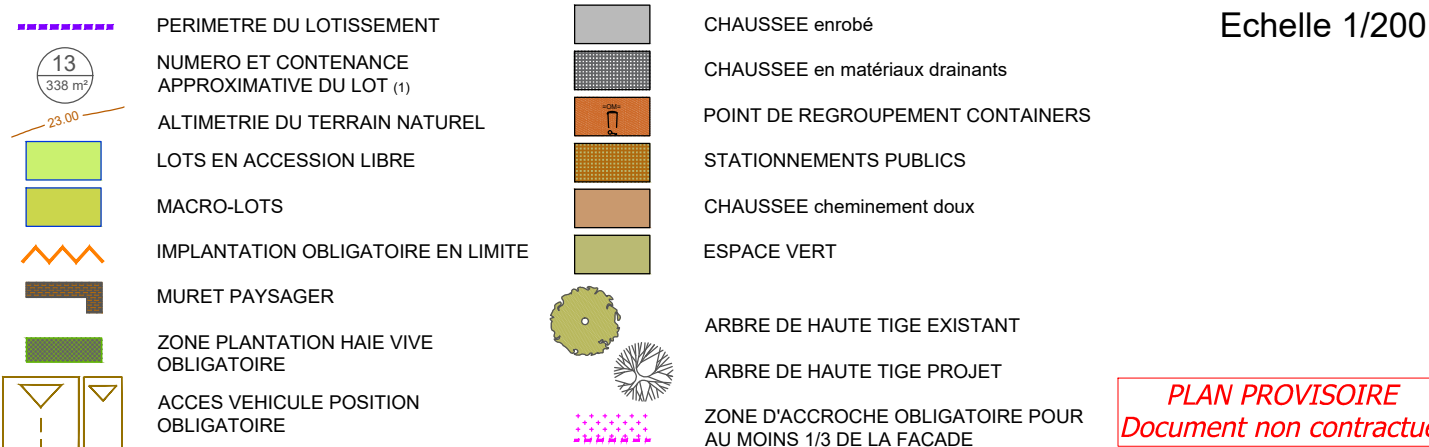 PERIMETRE DU LOTISSEMENT
13
338 m²
NUMERO ET CONTENANCE
APPROXIMATIVE DU LOT (1)
23.00
ALTIMETRIE DU TERRAIN NATUREL
LOTS EN ACCESSION LIBRE
MACRO-LOTS
IMPLANTATION OBLIGATOIRE EN LIMITE
MURET PAYSAGER
ZONE PLANTATION HAIE VIVE
OBLIGATOIRE
ACCES VEHICULE POSITION
OBLIGATOIRE
CHAUSSEE enrobé
CHAUSSEE en matériaux drainants
=OM=
POINT DE REGROUPEMENT CONTAINERS
STATIONNEMENTS PUBLICS
CHAUSSEE cheminement doux
ESPACE VERT
ARBRE DE HAUTE TIGE EXISTANT
ARBRE DE HAUTE TIGE PROJET
ZONE D'ACCROCHE OBLIGATOIRE POUR
AU MOINS 1/3 DE LA FACADE
Echelle 1/200
PLAN PROVISOIRE
Document non contractue